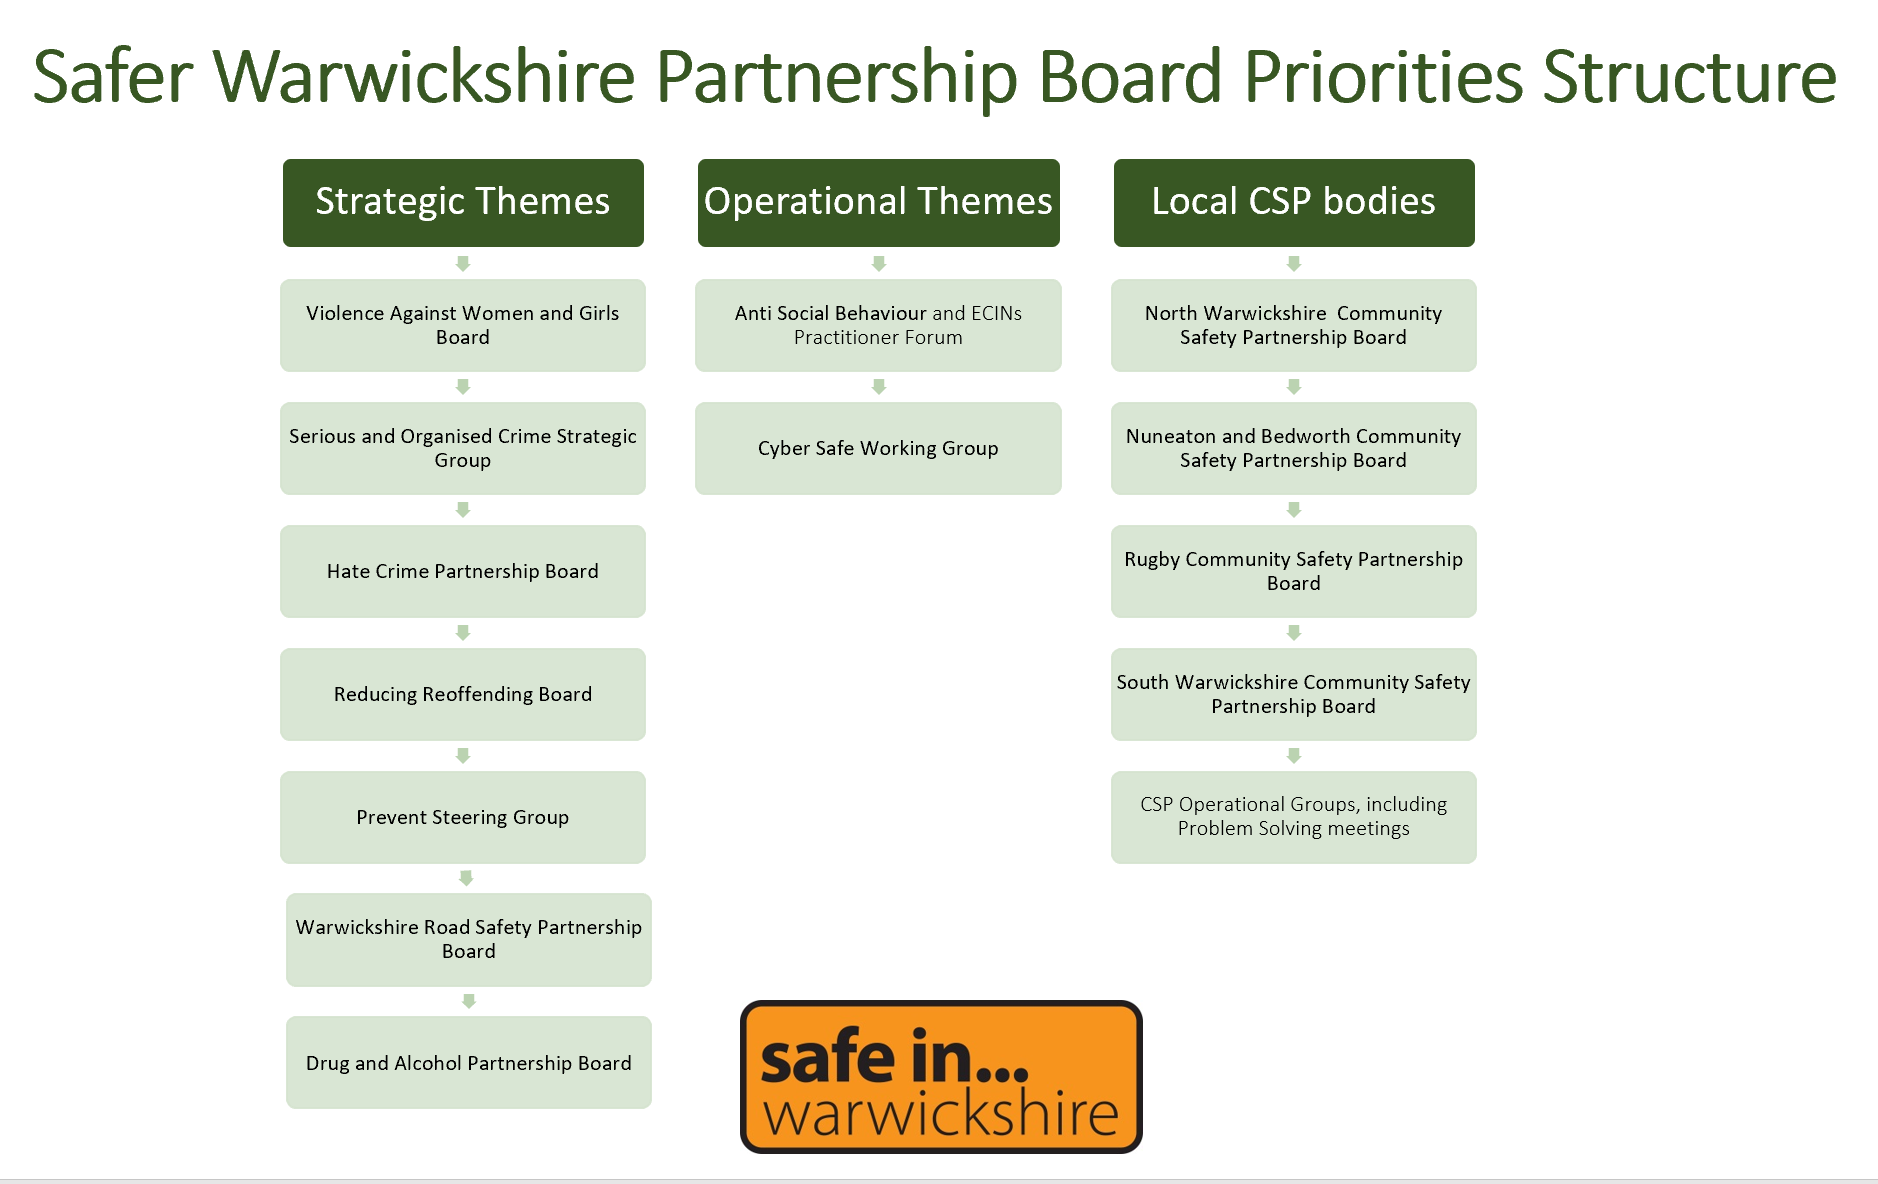 Safer Warwickshire Partnership Board Priorities Structure
Strategic Themes
Violence Against Women and Girls
Board
Serious and Organised Crime Strategic
Group
Hate Crime Partnership Board
Reducing Reoffending Board
Prevent Steering Group
Warwickshire Road Safety Partnership
Board
Drug and Alcohol Partnership Board
Operational Themes
Anti Social Behaviour and ECINs
Practitioner Forum
Cyber Safe Working Group
Local CSP bodies
North Warwickshire  Community
Safety Partnership Board
Nuneaton and Bedworth Community
Safety Partnership Board
Rugby Community Safety Partnership
Board
South Warwickshire Community Safety
Partnership Board
CSP Operational Groups, including
Problem Solving meetings
safe in...
warwickshire